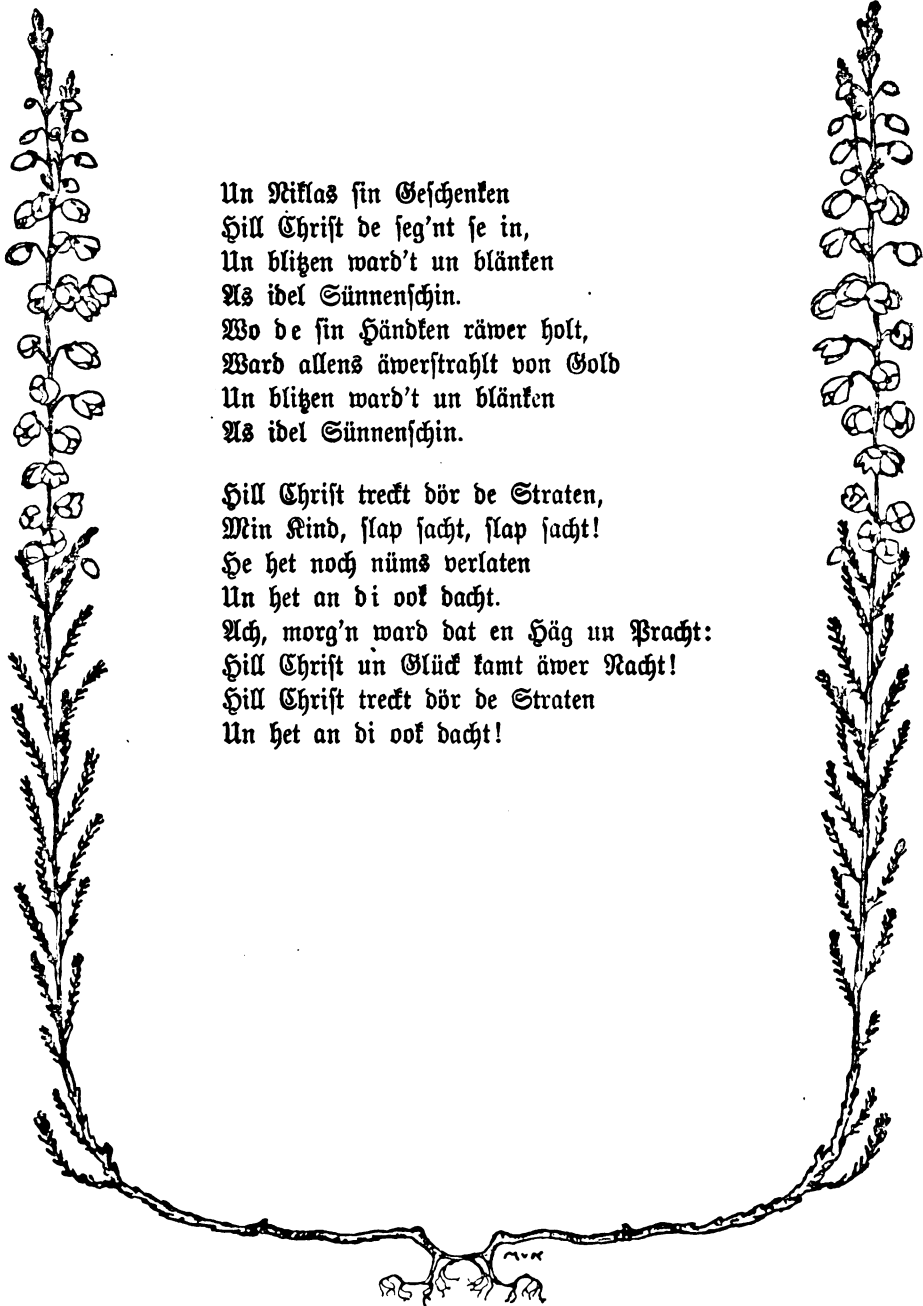 Un Niklas sin Geschenken
Hill Christ de seg'nt se in,
Un blitzen ward't un blänken
As idel Sünnenschin.
Wo de sin Händken räwer holt,
Ward allens äwerstrahlt von Gold
Un blitzen ward't un blänken
As idel Sünnenschin.

Hill Christ treckt dör de Straten,
Min Kind, slap sacht, slap sacht!
He het noch nüms verlaten
Un het an di ook dacht.
Ach, morg'n ward dat en Häg un Pracht:
Hill Christ un Glück kamt äwer Nacht!
Hill Christ treckt dör de Straten
Un het an di ook dacht!
MvK